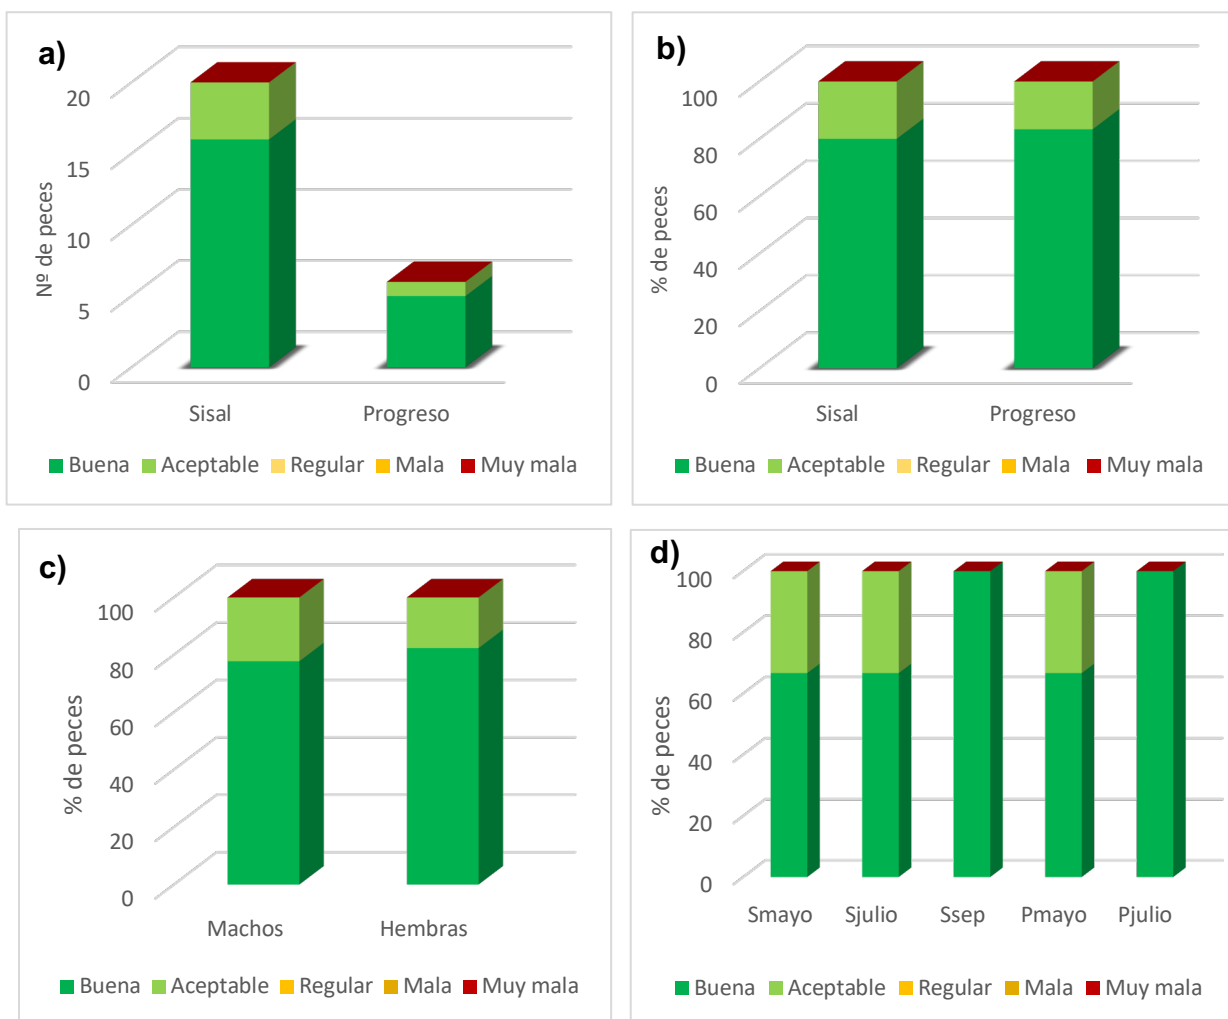 a)
20
15
10
5
0
Nº de peces
Sisal Progreso
Buena Aceptable Regular Mala Muy mala
b)
100
80
60
40
20
0
% de peces
Sisal Progreso
Buena Aceptable Regular Mala Muy mala
c)
100
80
60
40
20
0
% de peces
Machos Hembras
Buena Aceptable Regular Mala Muy mala
d)
100
80
60
40
20
0
% de peces
Smayo Sjulio Ssep Pmayo Pjulio
Buena Aceptable Regular Mala Muy mala